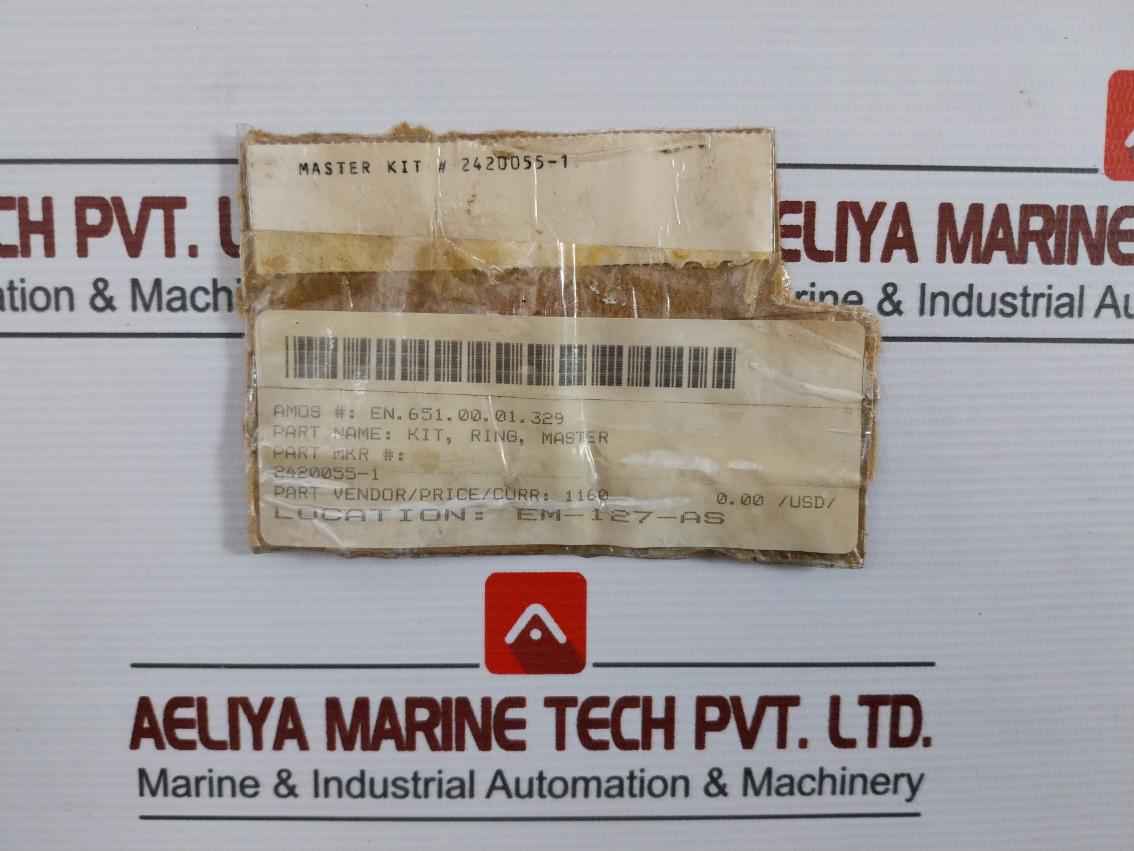 MASTER KIT # 2420055-1
CH PVT. L
ation & Machi
ELIYA MARINE
rine & Industrial Au
AMOS #: EN.651.00.01.329
PART NAME: KIT, RING, MASTER
PART MKR #:
2420055-1
PART VENDOR/PRICE/CURR: 1160 0.00 /USD/
LOCATION: EM-127-AS
AELIYA MARINE TECH PVT. LTD.
Marine & Industrial Automation & Machinery